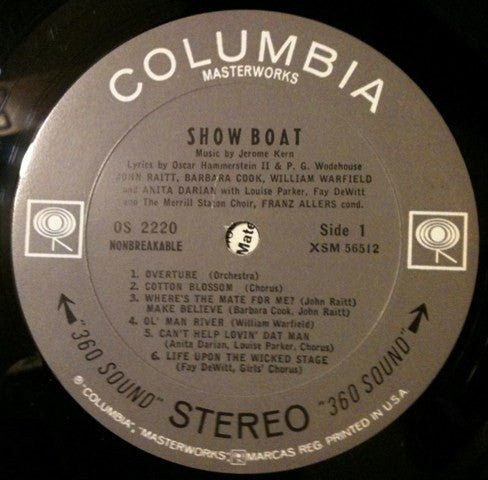 COLUMBIA
MASTERWORKS
SHOW BOAT
Music by Jerome Kern
Lyrics by Oscar Hammerstein II & P. G. Wodehouse
JOHN RAITT, BARBARA COOK, WILLIAM WARFIELD
and ANITA DARIAN with Louise Parker, Fay DeWitt
and The Merrill Staton Choir, FRANZ ALLERS cond.
OS 2220
NONBREAKABLE
Mate
Side 1
XSM 56512
1. OVERTURE (Orchestra)
2. COTTON BLOSSOM (Chorus)
3. WHERE'S THE MATE FOR ME? (John Raitt)
MAKE BELIEVE (Barbara Cook, John Raitt)
4. OL' MAN RIVER (William Warfield)
5. CAN'T HELP LOVIN' DAT MAN
(Anita Darian, Louise Parker, Chorus)
6. LIFE UPON THE WICKED STAGE
(Fay DeWitt, Girls' Chorus)
"360 SOUND" STEREO "360 SOUND"
® "COLUMBIA", "MASTERWORKS", MARCAS REG. PRINTED IN U.S.A.